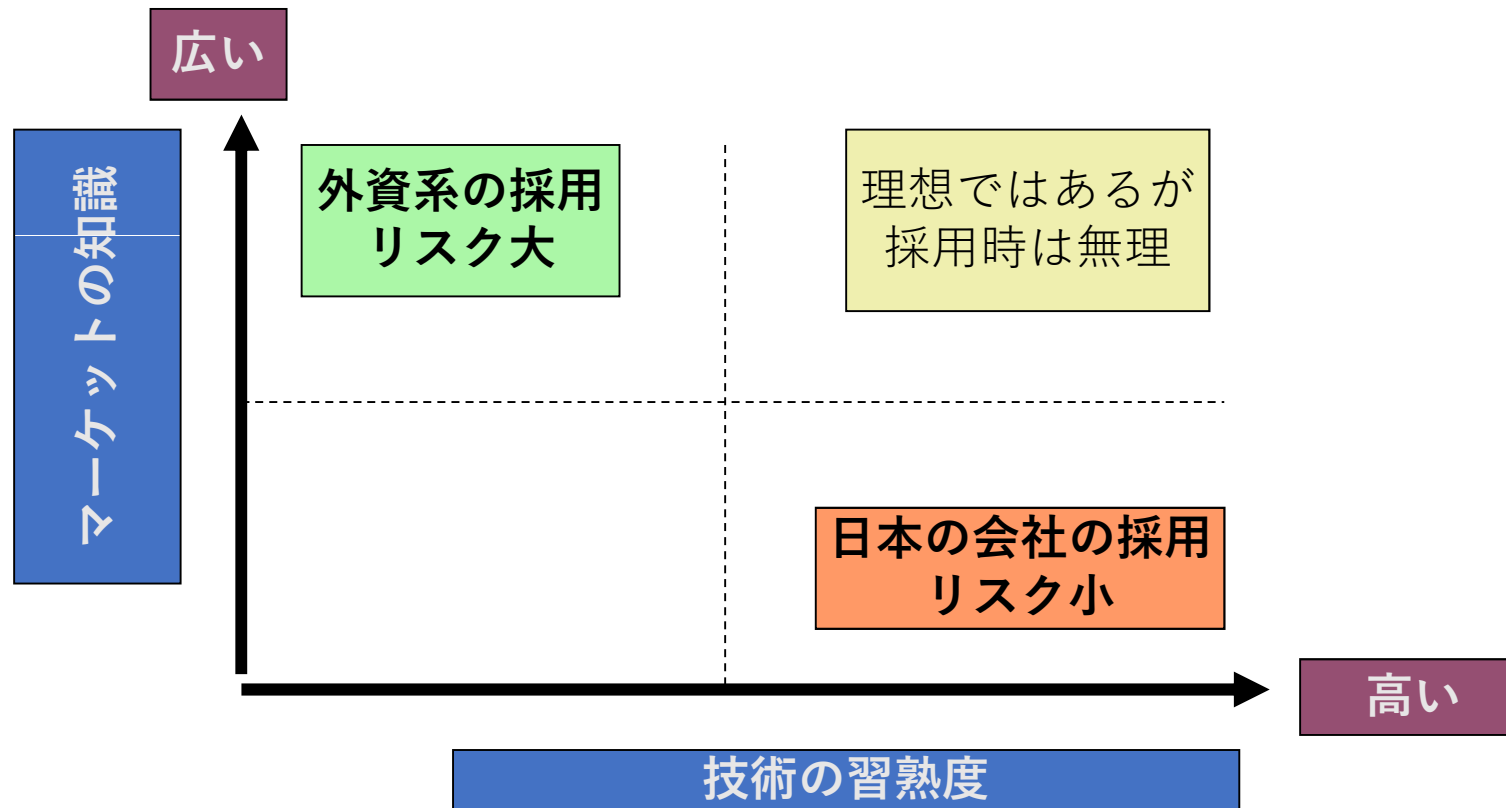 広い
マーケットの知識
外資系の採用
リスク大
理想ではあるが
採用時は無理
日本の会社の採用
リスク小
高い
技術の習熟度